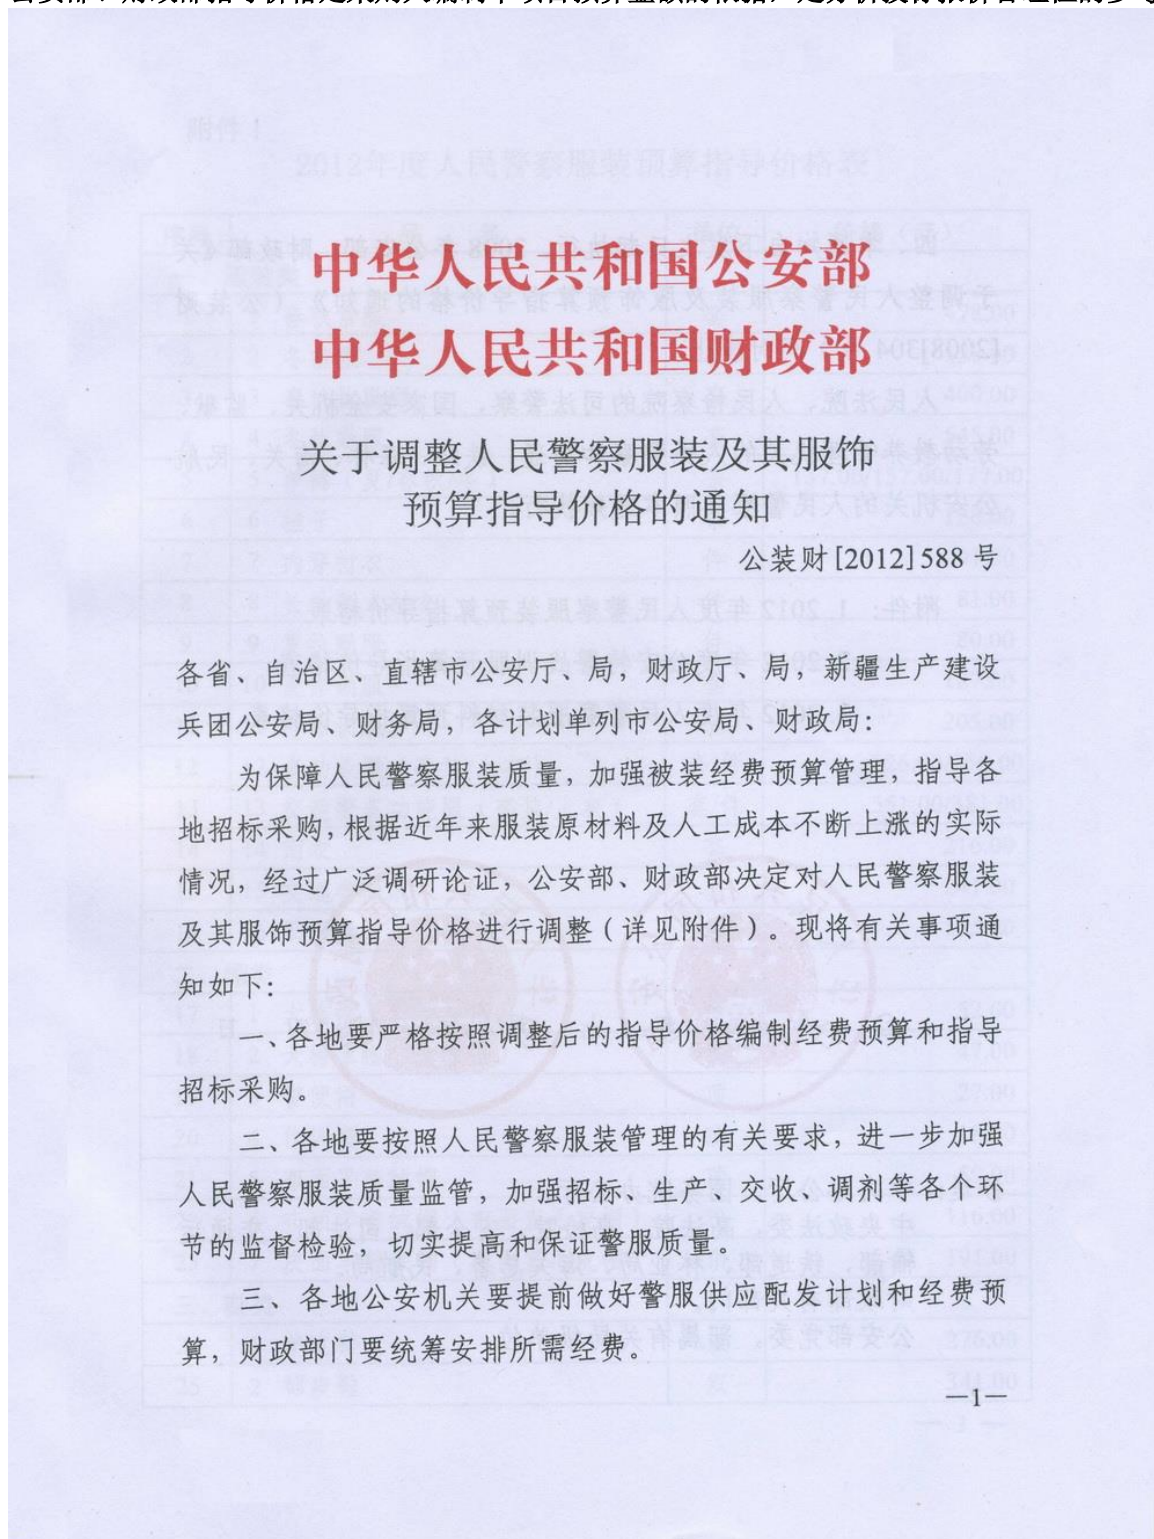 中华人民共和国公安部
中华人民共和国财政部
关于调整人民警察服装及其服饰
预算指导价格的通知
公装财[2012]588 号
各省、自治区、直辖市公安厅、局，财政厅、局，新疆生产建设
兵团公安局、财务局，各计划单列市公安局、财政局：
为保障人民警察服装质量，加强被装经费预算管理，指导各
地招标采购，根据近年来服装原材料及人工成本不断上涨的实际
情况，经过广泛调研论证，公安部、财政部决定对人民警察服装
及其服饰预算指导价格进行调整（详见附件）。现将有关事项通
知如下：
一、各地要严格按照调整后的指导价格编制经费预算和指导
招标采购。
二、各地要按照人民警察服装管理的有关要求，进一步加强
人民警察服装质量监管，加强招标、生产、交收、调剂等各个环
节的监督检验，切实提高和保证警服质量。
三、各地公安机关要提前做好警服供应配发计划和经费预
算，财政部门要统筹安排所需经费。
—1—